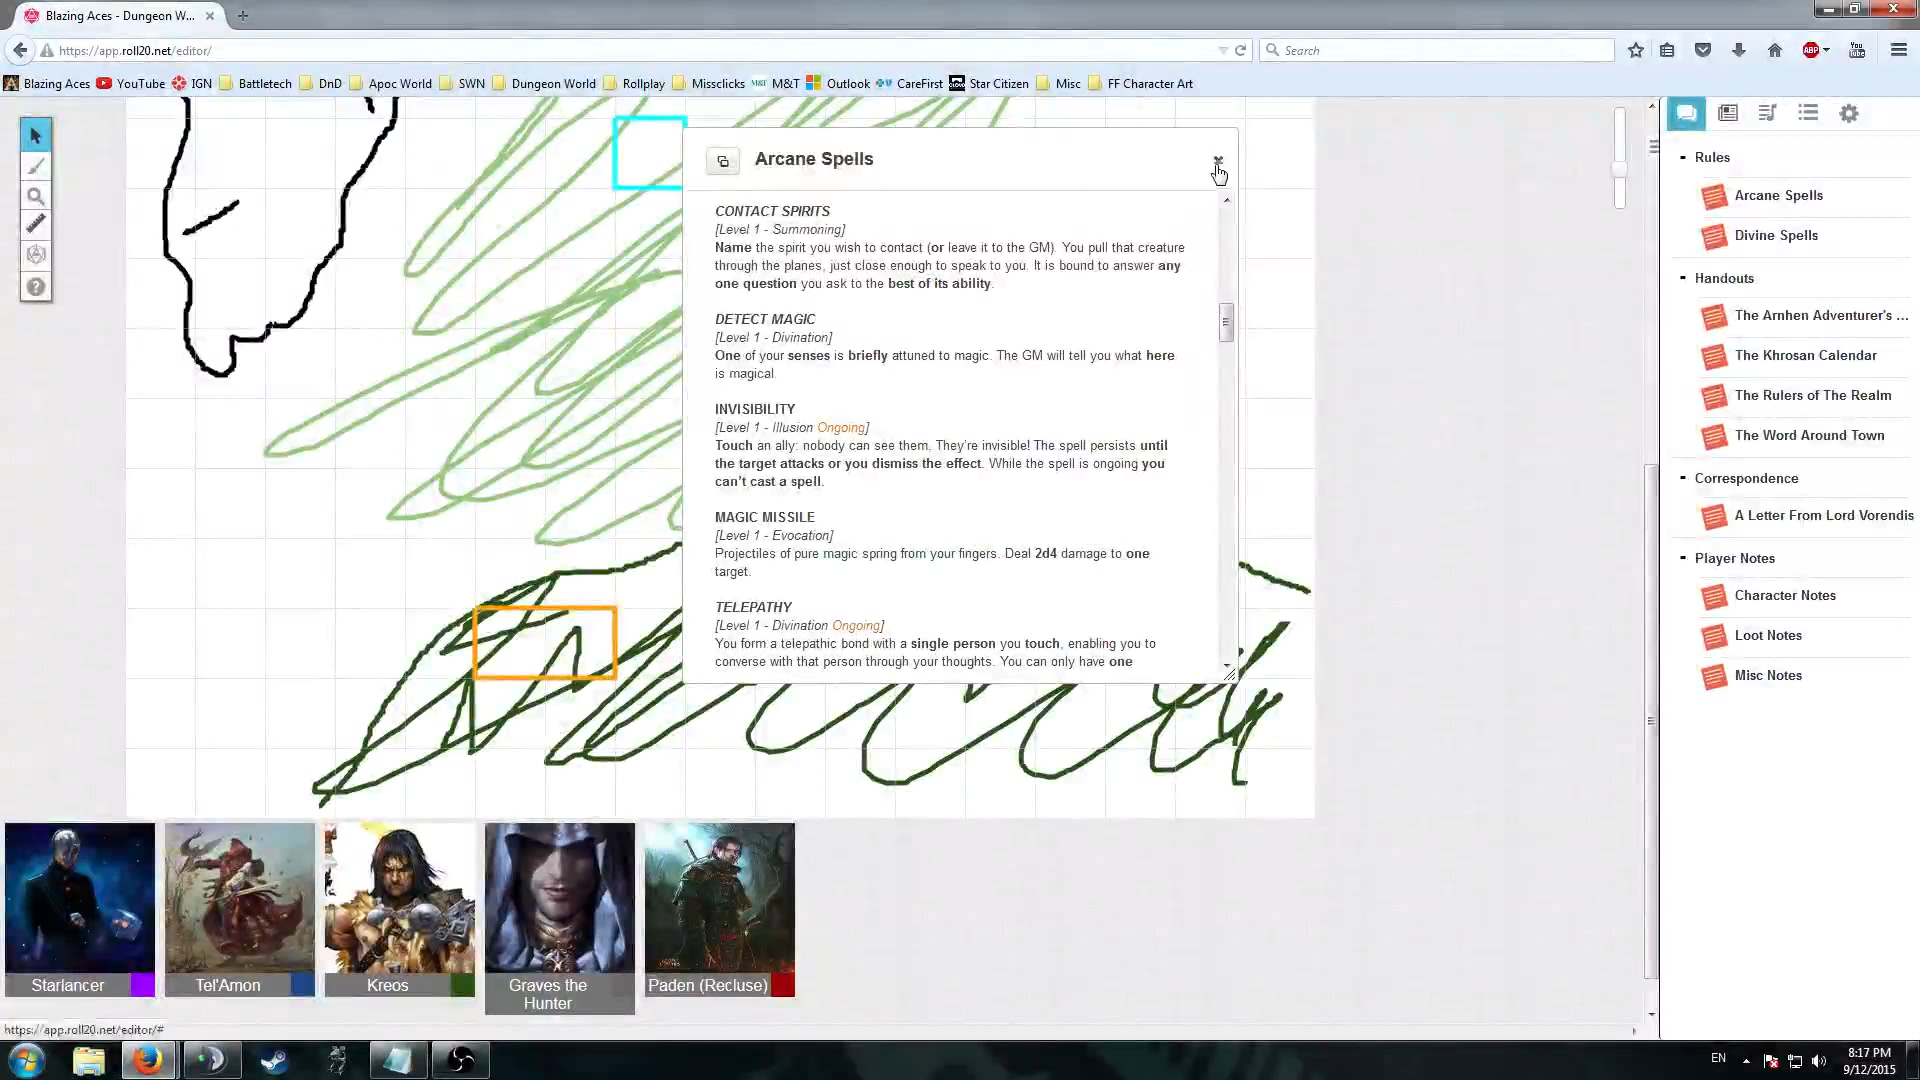 Blazing Aces - Dungeon W...
https://app.roll20.net/editor/
Search
ABP
You Tube
Blazing Aces YouTube IGN Battletech DnD Apoc World SWN Dungeon World Rollplay Missclicks M&T M&T Outlook CareFirst Star Citizen Misc FF Character Art
Arcane Spells
CONTACT SPIRITS
[Level 1 - Summoning]
Name the spirit you wish to contact (or leave it to the GM). You pull that creature
through the planes, just close enough to speak to you. It is bound to answer any
one question you ask to the best of its ability.
DETECT MAGIC
[Level 1 - Divination]
One of your senses is briefly attuned to magic. The GM will tell you what here
is magical.
INVISIBILITY
[Level 1 - Illusion Ongoing]
Touch an ally: nobody can see them. They're invisible! The spell persists until
the target attacks or you dismiss the effect. While the spell is ongoing you
can't cast a spell.
MAGIC MISSILE
[Level 1 - Evocation]
Projectiles of pure magic spring from your fingers. Deal 2d4 damage to one
target.
TELEPATHY
[Level 1 - Divination Ongoing]
You form a telepathic bond with a single person you touch, enabling you to
converse with that person through your thoughts. You can only have one
Rules
Arcane Spells
Divine Spells
Handouts
The Arnhen Adventurer's ...
The Khrosan Calendar
The Rulers of The Realm
The Word Around Town
Correspondence
A Letter From Lord Vorendis
Player Notes
Character Notes
Loot Notes
Misc Notes
Starlancer
Tel'Amon
Kreos
Graves the
Hunter
Paden (Recluse)
https://app.roll20.net/editor/#
EN
8:17 PM
9/12/2015